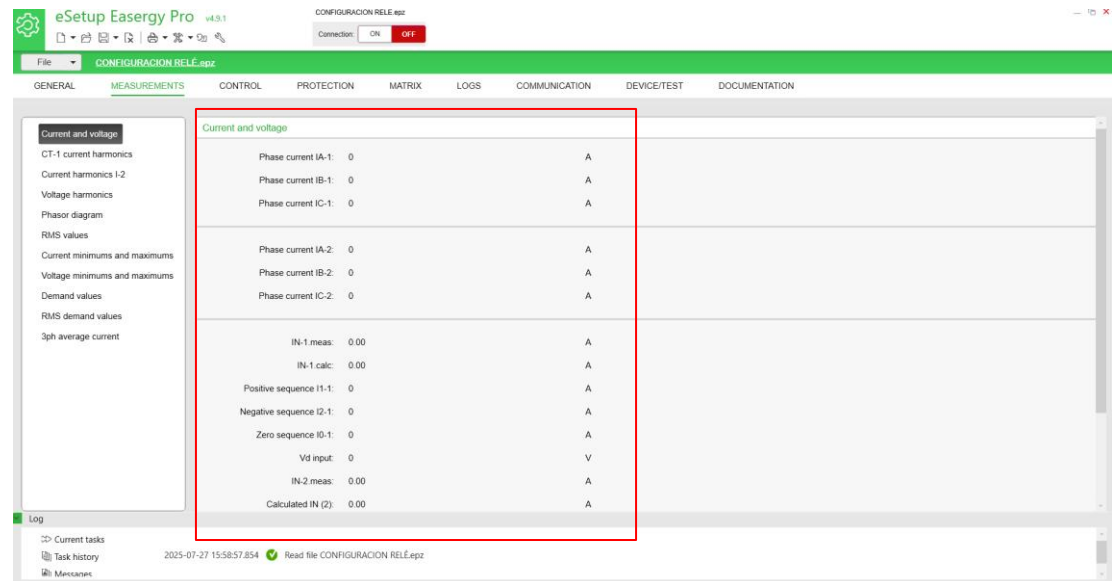 eSetup Easergy Pro v4.9.1
CONFIGURACION RELE.epz
Connection: ON OFF
File CONFIGURACION RELÉ.epz
GENERAL MEASUREMENTS CONTROL PROTECTION MATRIX LOGS COMMUNICATION DEVICE/TEST DOCUMENTATION
Current and voltage
CT-1 current harmonics
Current harmonics I-2
Voltage harmonics
Phasor diagram
RMS values
Current minimums and maximums
Voltage minimums and maximums
Demand values
RMS demand values
3ph average current
Current and voltage
Phase current IA-1: 0 A
Phase current IB-1: 0 A
Phase current IC-1: 0 A
Phase current IA-2: 0 A
Phase current IB-2: 0 A
Phase current IC-2: 0 A
IN-1.meas: 0.00 A
IN-1.calc: 0.00 A
Positive sequence I1-1: 0 A
Negative sequence I2-1: 0 A
Zero sequence I0-1: 0 A
Vd input: 0 V
IN-2.meas: 0.00 A
Calculated IN (2): 0.00 A
Log
Current tasks
Task history
Messages
2025-07-27 15:58:57.854 Read file CONFIGURACION RELÉ.epz